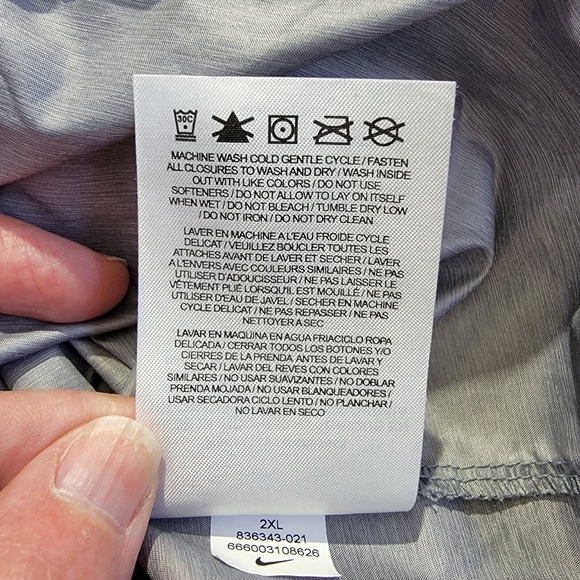 30C
MACHINE WASH COLD GENTLE CYCLE / FASTEN
ALL CLOSURES TO WASH AND DRY / WASH INSIDE
OUT WITH LIKE COLORS / DO NOT USE
SOFTENERS / DO NOT ALLOW TO LAY ON ITSELF
WHEN WET / DO NOT BLEACH / TUMBLE DRY LOW
/ DO NOT IRON / DO NOT DRY CLEAN
LAVER EN MACHINE A L'EAU FROIDE CYCLE
DELICAT / VEUILLEZ BOUCLER TOUTES LES
ATTACHES AVANT DE LAVER ET SECHER / LAVER
A L'ENVERS AVEC COULEURS SIMILAIRES / NE PAS
UTILISER D'ADOUCISSEUR / NE PAS LAISSER LE
VÊTEMENT PLIÉ LORSQU'IL EST MOUILLÉ / NE PAS
UTILISER D'EAU DE JAVEL / SECHER EN MACHINE
CYCLE DELICAT / NE PAS REPASSER / NE PAS
NETTOYER A SEC
LAVAR EN MAQUINA EN AGUA FRIACICLO ROPA
DELICADA / CERRAR TODOS LOS BOTONES Y/O
CIERRES DE LA PRENDA ANTES DE LAVAR Y
SECAR / LAVAR DEL REVES CON COLORES
SIMILARES / NO USAR SUAVIZANTES / NO DOBLAR
PRENDA MOJADA / NO USAR BLANQUEADORES /
USAR SECADORA CICLO LENTO / NO PLANCHAR /
NO LAVAR EN SECO
2XL
836343-021
666003108626